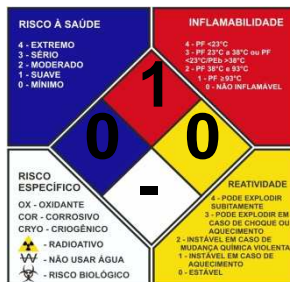 RISCO À SAÚDE
4 - EXTREMO
3 - SÉRIO
2 - MODERADO
1 - SUAVE
0 - MÍNIMO
INFLAMABILIDADE
4 - PF <23°C
3 - PF 23°C a 38°C ou PF
<23°C/PEb >38°C
2 - PF 38°C e 93°C
1 - PF ≥93°C
0 - NÃO INFLAMÁVEL
1
0
0
-
RISCO
ESPECÍFICO
OX - OXIDANTE
COR - CORROSIVO
CRYO - CRIOGÊNICO
- RADIOATIVO
W - NÃO USAR ÁGUA
- RISCO BIOLÓGICO
REATIVIDADE
4 - PODE EXPLODIR
SUBITAMENTE
3 - PODE EXPLODIR EM
CASO DE CHOQUE OU
AQUECIMENTO
2 - INSTÁVEL EM CASO DE
MUDANÇA QUÍMICA VIOLENTA
1 - INSTÁVEL EM CASO DE
AQUECIMENTO
0 - ESTÁVEL